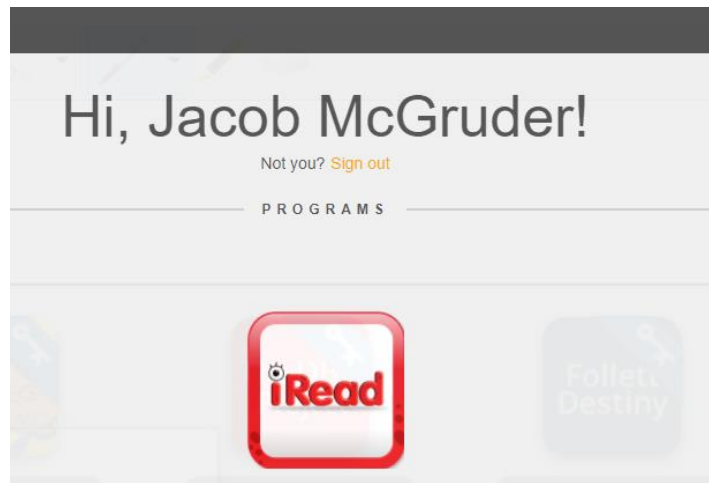 Hi, Jacob McGruder!
Not you? Sign out
PROGRAMS
iRead
Follett
Destiny